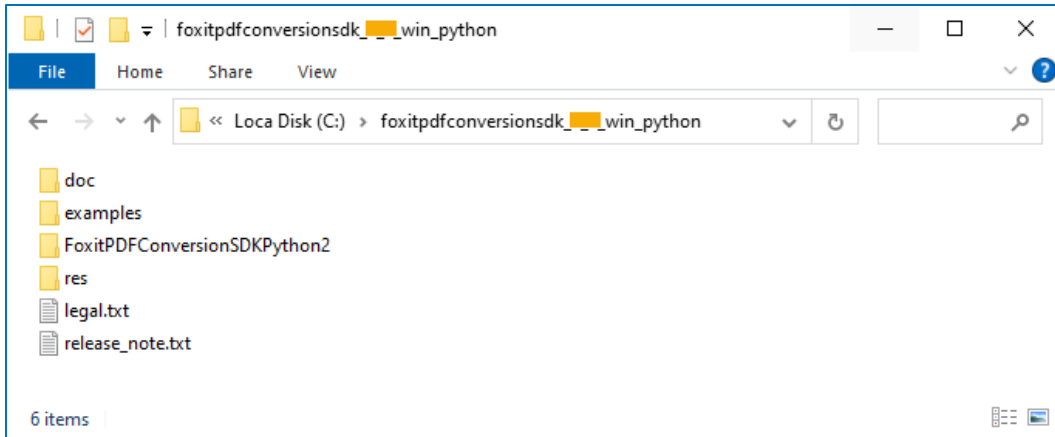 foxitpdfconversionsdk_ _ _win_python
File Home Share View
« Loca Disk (C:) › foxitpdfconversionsdk_ _ _win_python
doc
examples
FoxitPDFConversionSDKPython2
res
legal.txt
release_note.txt
6 items